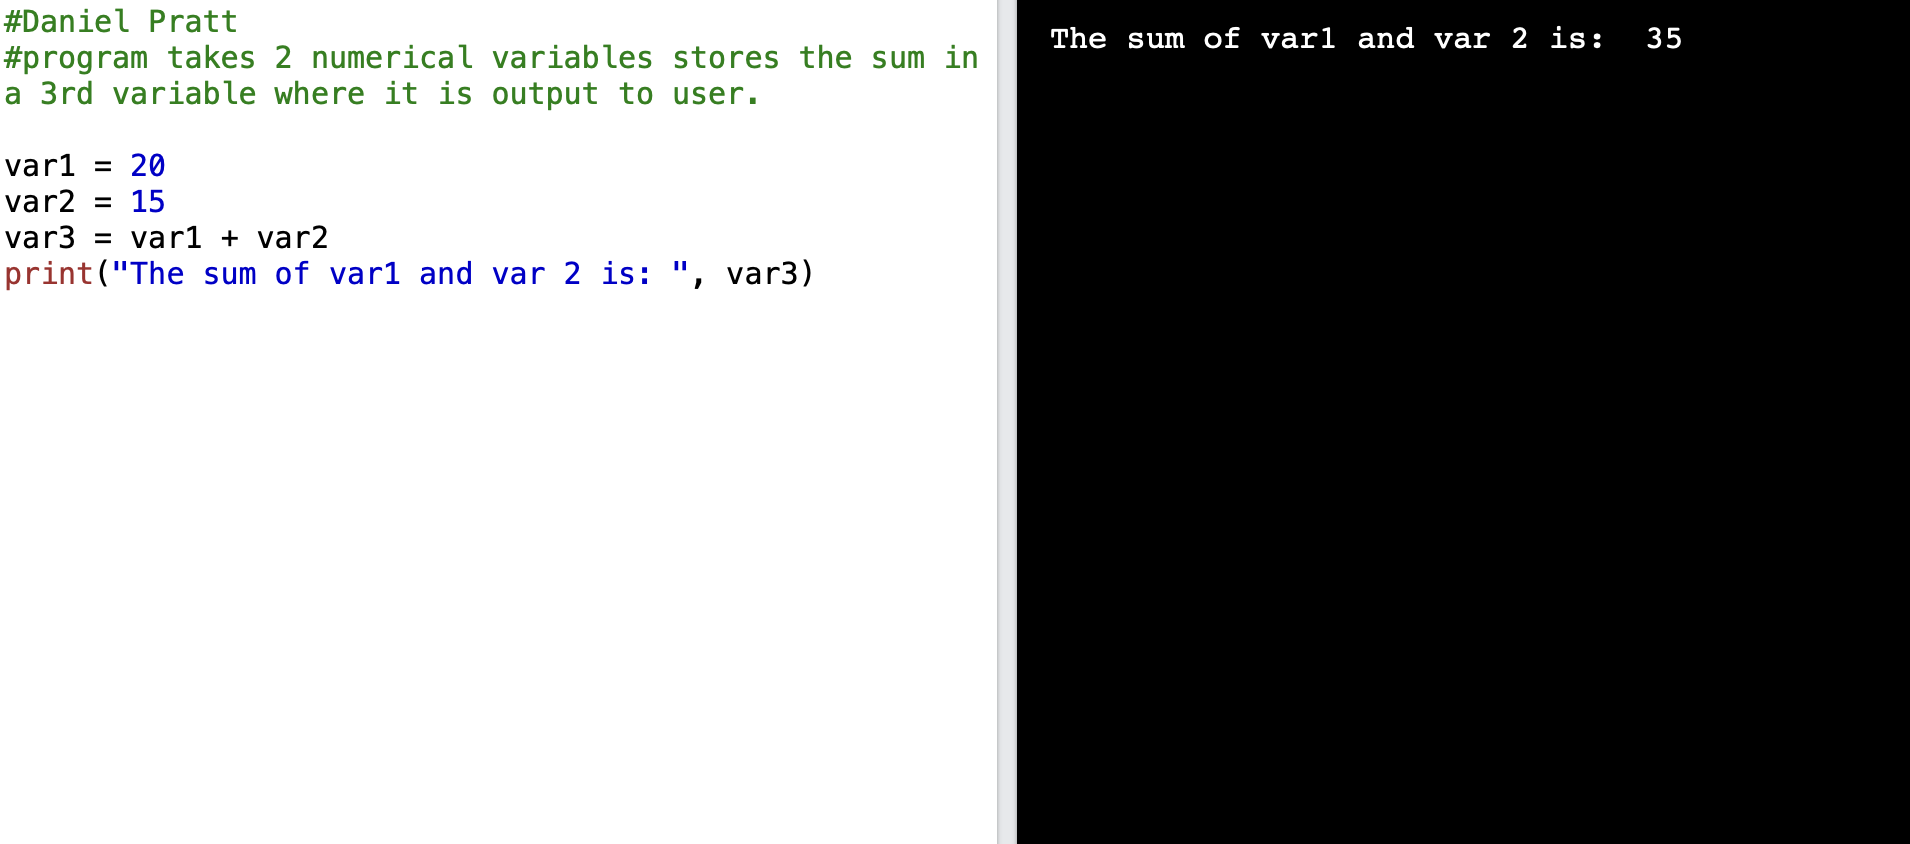 #Daniel Pratt
#program takes 2 numerical variables stores the sum in
a 3rd variable where it is output to user.
var1 = 20
var2 = 15
var3 = var1 + var2
print("The sum of var1 and var 2 is: ", var3)
The sum of var1 and var 2 is:  35